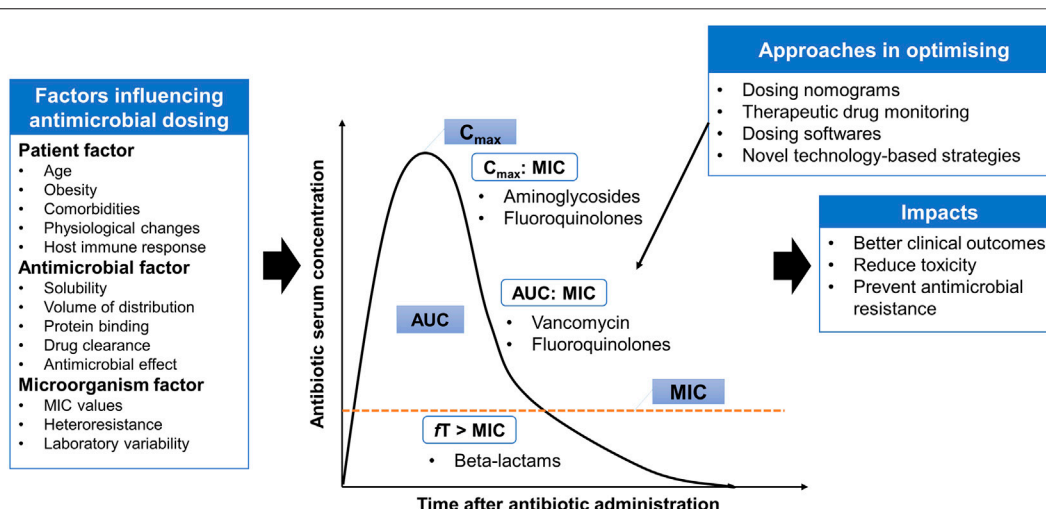 Factors influencing
antimicrobial dosing
Patient factor
• Age
• Obesity
• Comorbidities
• Physiological changes
• Host immune response
Antimicrobial factor
• Solubility
• Volume of distribution
• Protein binding
• Drug clearance
• Antimicrobial effect
Microorganism factor
• MIC values
• Heteroresistance
• Laboratory variability
Antibiotic serum concentration
Cmax
Cmax: MIC
• Aminoglycosides
• Fluoroquinolones
AUC
AUC: MIC
• Vancomycin
• Fluoroquinolones
MIC
fT > MIC
• Beta-lactams
Time after antibiotic administration
Approaches in optimising
• Dosing nomograms
• Therapeutic drug monitoring
• Dosing softwares
• Novel technology-based strategies
Impacts
• Better clinical outcomes
• Reduce toxicity
• Prevent antimicrobial
resistance